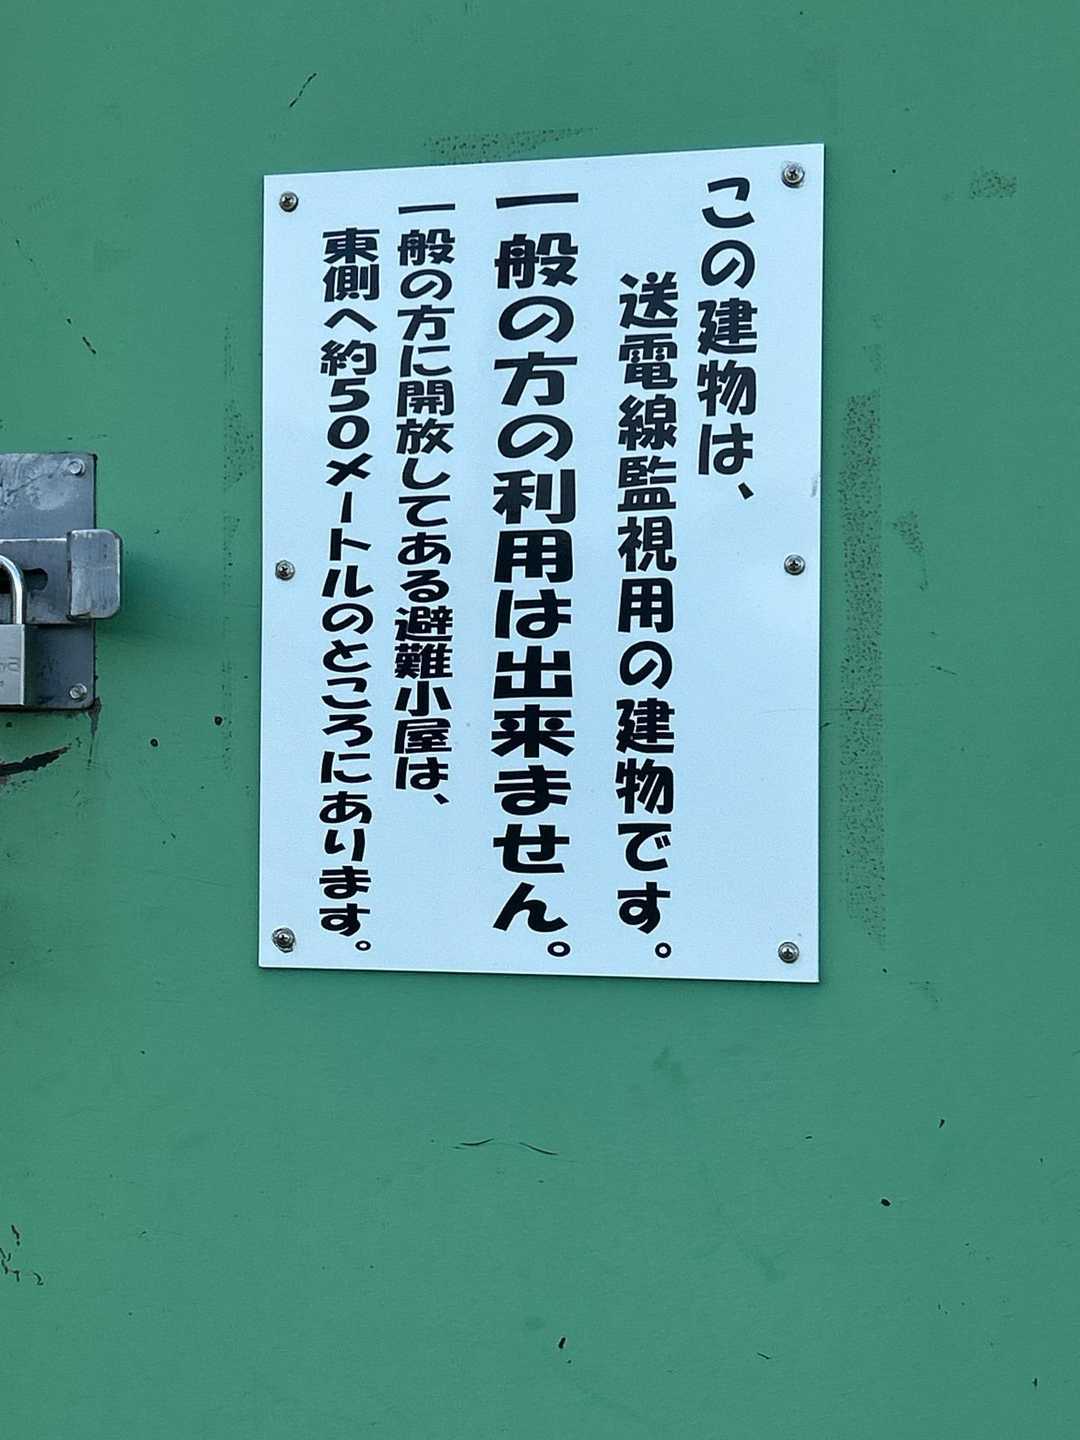 この建物は、
送電線監視用の建物です。
一般の方の利用は出来ません。
一般の方に開放してある避難小屋は、
東側へ約50メートルのところにあります。